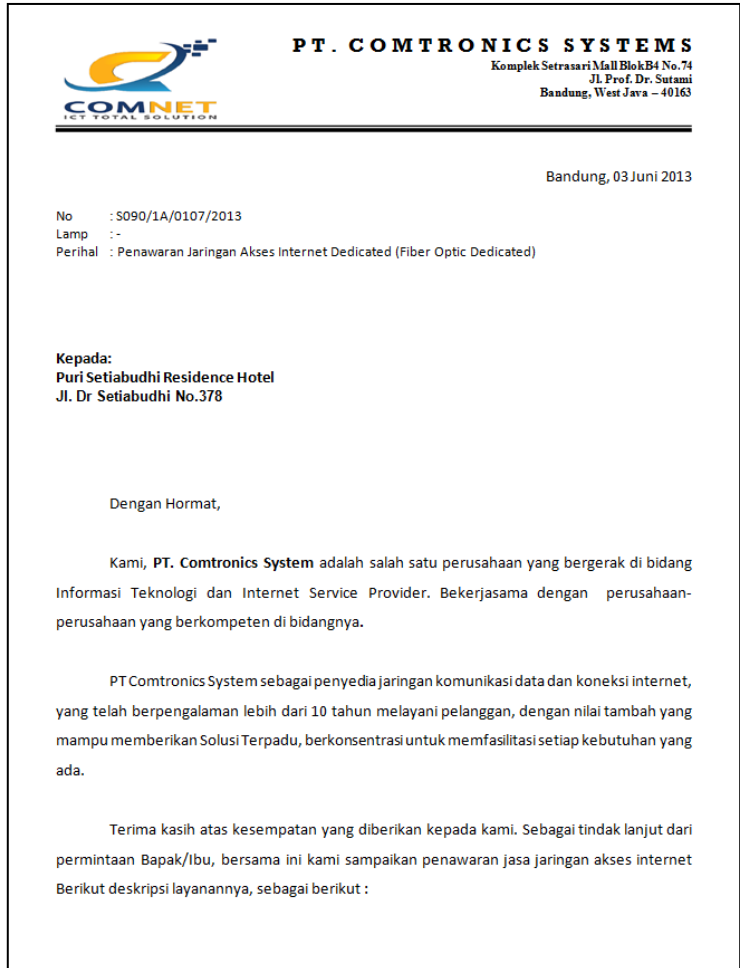 COMNET
ICT TOTAL SOLUTION
PT. COMTRONICS SYSTEMS
Komplek Setrasari Mall Blok B4 No.74
Jl. Prof. Dr. Sutami
Bandung, West Java – 40163
Bandung, 03 Juni 2013
No : S090/1A/0107/2013
Lamp : -
Perihal : Penawaran Jaringan Akses Internet Dedicated (Fiber Optic Dedicated)
Kepada:
Puri Setiabudhi Residence Hotel
Jl. Dr Setiabudhi No.378
Dengan Hormat,
Kami, PT. Comtronics System adalah salah satu perusahaan yang bergerak di bidang
Informasi Teknologi dan Internet Service Provider. Bekerjasama dengan perusahaan-
perusahaan yang berkompeten di bidangnya.
PT Comtronics System sebagai penyedia jaringan komunikasi data dan koneksi internet,
yang telah berpengalaman lebih dari 10 tahun melayani pelanggan, dengan nilai tambah yang
mampu memberikan Solusi Terpadu, berkonsentrasi untuk memfasilitasi setiap kebutuhan yang
ada.
Terima kasih atas kesempatan yang diberikan kepada kami. Sebagai tindak lanjut dari
permintaan Bapak/Ibu, bersama ini kami sampaikan penawaran jasa jaringan akses internet
Berikut deskripsi layanannya, sebagai berikut :